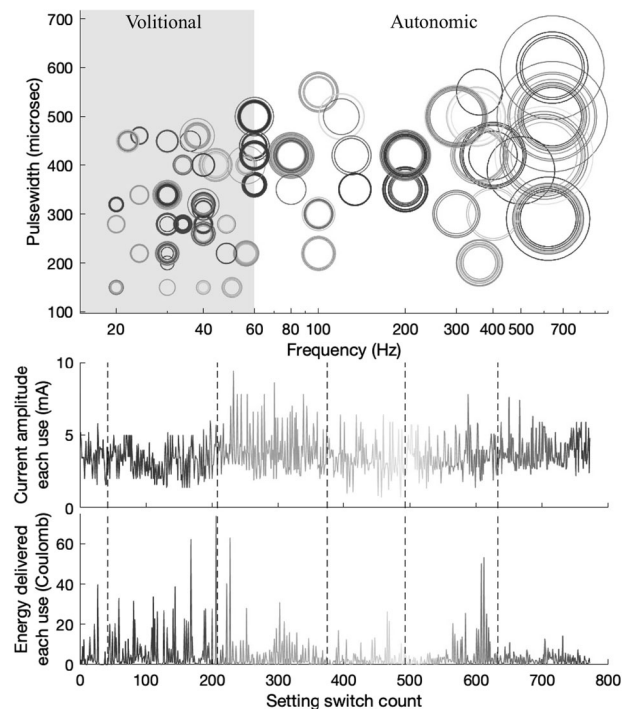 Volitional Autonomic
700
600
500
400
300
200
100
Pulsewidth (microsec)
20 40 60 80 100 200 300 400 500 700
Frequency (Hz)
10
5
0
Current amplitude
each use (mA)
60
40
20
0
Energy delivered
each use (Coulomb)
0 100 200 300 400 500 600 700 800
Setting switch count